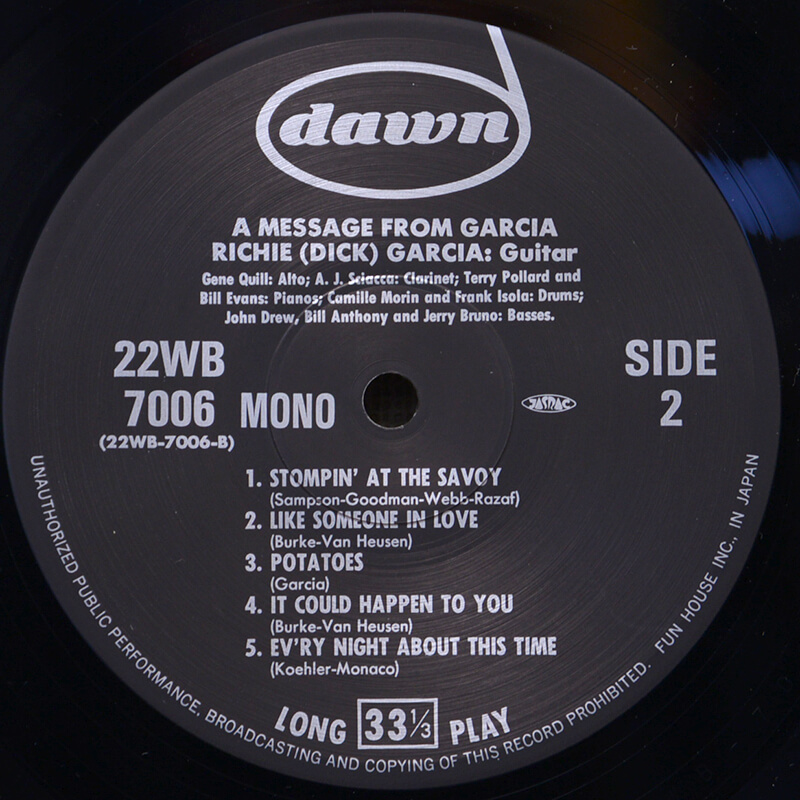 dawn
A MESSAGE FROM GARCIA
RICHIE (DICK) GARCIA: Guitar
Gene Quill: Alto; A. J. Sciacca: Clarinet; Terry Pollard and
Bill Evans: Pianos; Camille Morin and Frank Isola: Drums;
John Drew, Bill Anthony and Jerry Bruno: Basses.
22WB
7006 MONO
(22WB-7006-B)
JASRAC
SIDE
2
1. STOMPIN' AT THE SAVOY
(Sampson-Goodman-Webb-Razaf)
2. LIKE SOMEONE IN LOVE
(Burke-Van Heusen)
3. POTATOES
(Garcia)
4. IT COULD HAPPEN TO YOU
(Burke-Van Heusen)
5. EV'RY NIGHT ABOUT THIS TIME
(Koehler-Monaco)
LONG 33 1/3 PLAY
UNAUTHORIZED PUBLIC PERFORMANCE, BROADCASTING AND COPYING OF THIS RECORD PROHIBITED. FUN HOUSE INC., IN JAPAN